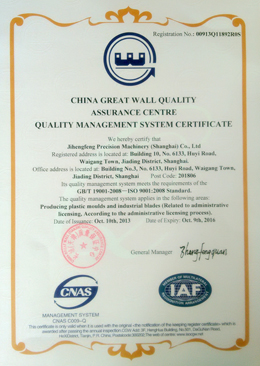 Registration No.: 00913Q11892R0S
CHINA GREAT WALL QUALITY
ASSURANCE CENTRE
QUALITY MANAGEMENT SYSTEM CERTIFICATE
We hereby certify that
Jihengfeng Precision Machinery (Shanghai) Co., Ltd
Registered address is located at: Building 10, No. 6133, Huyi Road,
Waigang Town, Jiading District, Shanghai.
Office address is located at: Building No.3, No. 6133, Huyi Road, Waigang Town,
Jiading District, Shanghai Post Code: 201806
Its quality management system meets the requirements of the
GB/T 19001-2008 – ISO 9001:2008 Standard.
The quality management system applies in the following areas:
Producing plastic moulds and industrial blades (Related to administrative
licensing, According to the administrative licensing process).
Date of Issuance: Oct. 10th, 2013 Date of Expiry: Oct. 9th, 2016
General Manager
CNAS
IAF
MANAGEMENT SYSTEM
CNAS C009-Q